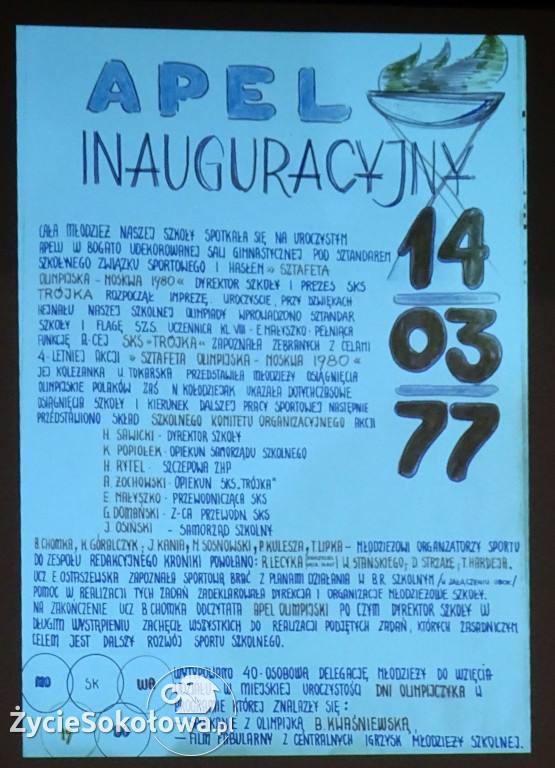 APEL
INAUGURACYJNY
14
03
77
CAŁA MŁODZIEŻ NASZEJ SZKOŁY SPOTKAŁA SIĘ NA UROCZYSTYM
APELU W BOGATO UDEKOROWANEJ SALI GIMNASTYCZNEJ POD SZTANDAREM
SZKOLNEGO ZWIĄZKU SPORTOWEGO I HASŁEM » SZTAFETA
OLIMPIJSKA - MOSKWA 1980« DYREKTOR SZKOŁY I PREZES SKS
TRÓJKA ROZPOCZĄŁ IMPREZĘ. UROCZYŚCIE, PRZY DŹWIĘKACH
HEJNAŁU NASZEJ SZKOLNEJ OLIMPIADY WPROWADZONO SZTANDAR
SZKOŁY I FLAGĘ SZS. UCZENNICA KL VIII - E. MAŁYSZKO - PEŁNIĄCA
FUNKCJĘ P.-CEJ SKS »TRÓJKA« ZAPOZNAŁA ZEBRANYCH Z CELAMI
4-LETNIEJ AKCJI » SZTAFETA OLIMPIJSKA - MOSKWA 1980 «
JEJ KOLEŻANKA U. TOKARSKA PRZEDSTAWIŁA MŁODZIEŻY OSIĄGNIĘCIA
OLIMPIJSKIE POLAKÓW ZAŚ N. KOŁODZIEJAK UKAZAŁA DOTYCHCZASOWE
OSIĄGNIĘCIA SZKOŁY I KIERUNEK DALSZEJ PRACY SPORTOWEJ NASTĘPNIE
PRZEDSTAWIONO SKŁAD SZKOLNEGO KOMITETU ORGANIZACYJNEGO AKCJI
H. SAWICKI - DYREKTOR SZKOŁY
K. POPIOŁEK - OPIEKUN SAMORZĄDU SZKOLNEGO
H. RYTEL - SZCZEPOWA ZHP
A. ZOCHOWSKI - OPIEKUN SKS „TRÓJKA"
E. MAŁYSZKO - PRZEWODNICZĄCA SKS
G. DOMAŃSKI - Z-CA PRZEWODN. SKS
J. OSIŃSKI - SAMORZĄD SZKOLNY
B. CHOMKA, K. GÓRALCZYK, J. KANIA, M. SOSNOWSKI, P. KULESZA, T. LIPKA - MŁODZIEŻOWI ORGANIZATORZY SPORTU
DO ZESPOŁU REDAKCYJNEGO KRONIKI POWOŁANO: R. LECYKA W. STAŃSKIEGO, D. STRZAŁĘ, T. HARDEJA.
UCZ E. OSTASZEWSKA ZAPOZNAŁA SPORTOWĄ BRAĆ Z PLANAMI DZIAŁANIA W B.R. SZKOLNYM /W ZAŁĄCZENIU OBOK/
POMOC W REALIZACJI TYCH ZADAŃ ZADEKLAROWAŁA DYREKCJA I ORGANIZACJE MŁODZIEŻOWE SZKOŁY.
NA ZAKOŃCZENIE UCZ B. CHOMKA ODCZYTAŁA APEL OLIMPIJSKI PO CZYM DYREKTOR SZKOŁY W
DŁUGIM WYSTĄPIENIU ZACHĘCIŁ WSZYSTKICH DO REALIZACJI PODJĘTYCH ZADAŃ, KTÓRYCH ZASADNICZYM
CELEM JEST DALSZY ROZWÓJ SPORTU SZKOLNEGO.
MO SK WA
WYTYPOWANO 40-OSOBOWĄ DELEGACJĘ MŁODZIEŻY DO WZIĘCIA
UDZIAŁU W MIEJSKIEJ UROCZYSTOŚCI DNI OLIMPIJCZYKA W
PROGRAMIE KTÓREJ ZNALAZŁY SIĘ:
Z OLIMPIJKĄ B. KWAŚNIEWSKĄ,
- FILM FABULARNY Z CENTRALNYCH IGRZYSK MŁODZIEŻY SZKOLNEJ.
ŻycieSokołowa.pl